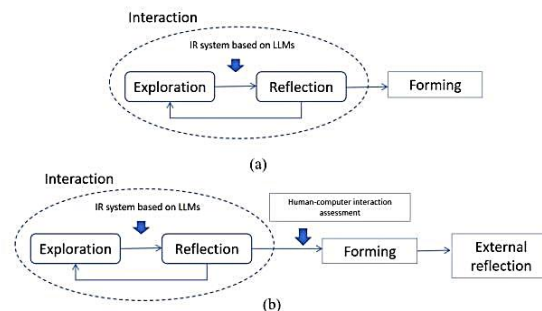 Interaction
IR system based on LLMs
Exploration
Reflection
Forming
(a)
Interaction
IR system based on LLMs
Human-computer interaction
assessment
Exploration
Reflection
Forming
External
reflection
(b)